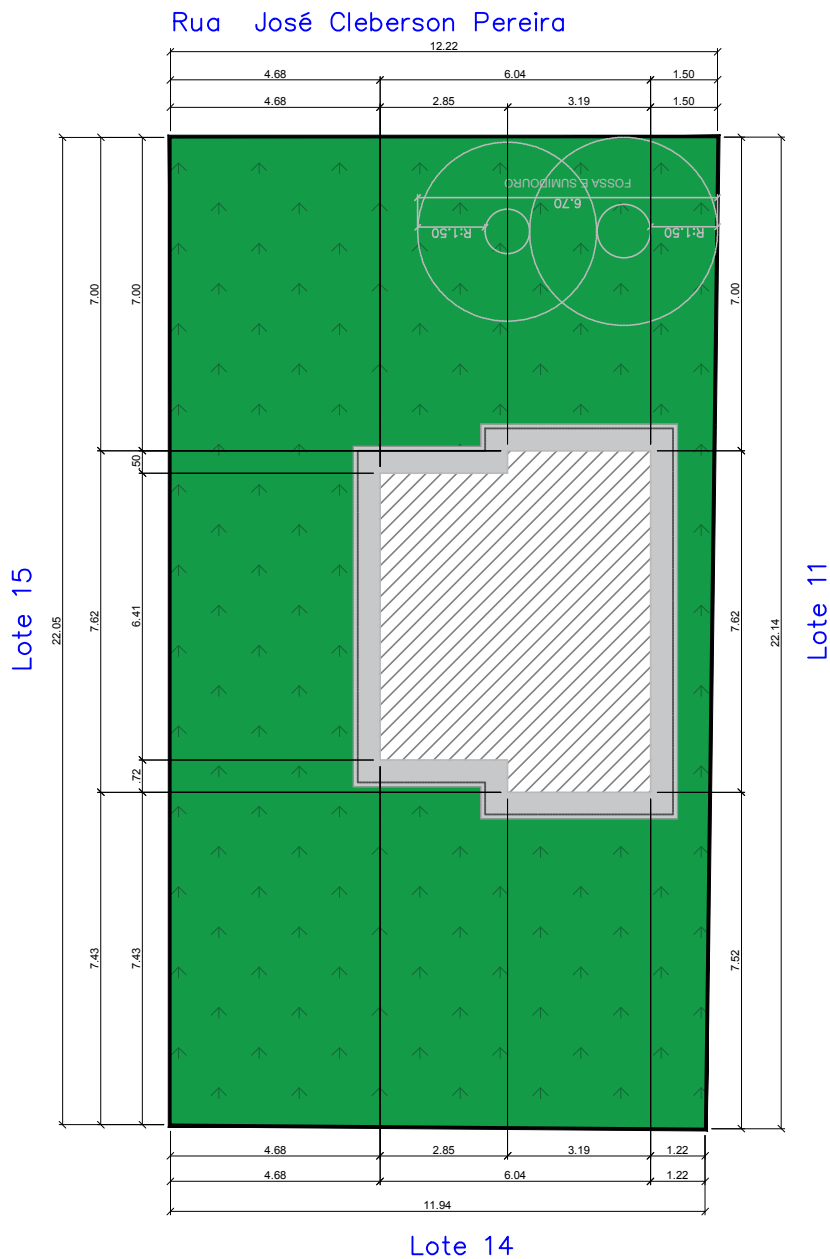 Rua José Cleberson Pereira
12.22
4.68 6.04 1.50
4.68 2.85 3.19 1.50
FOSSA E SUMIDOURO
6.70
R:1.50 R:1.50
7.00 7.00 7.00
.50
Lote 15
22.05
7.62
6.41
7.62
22.14
Lote 11
.72
7.43 7.43 7.52
4.68 2.85 3.19 1.22
4.68 6.04 1.22
11.94
Lote 14